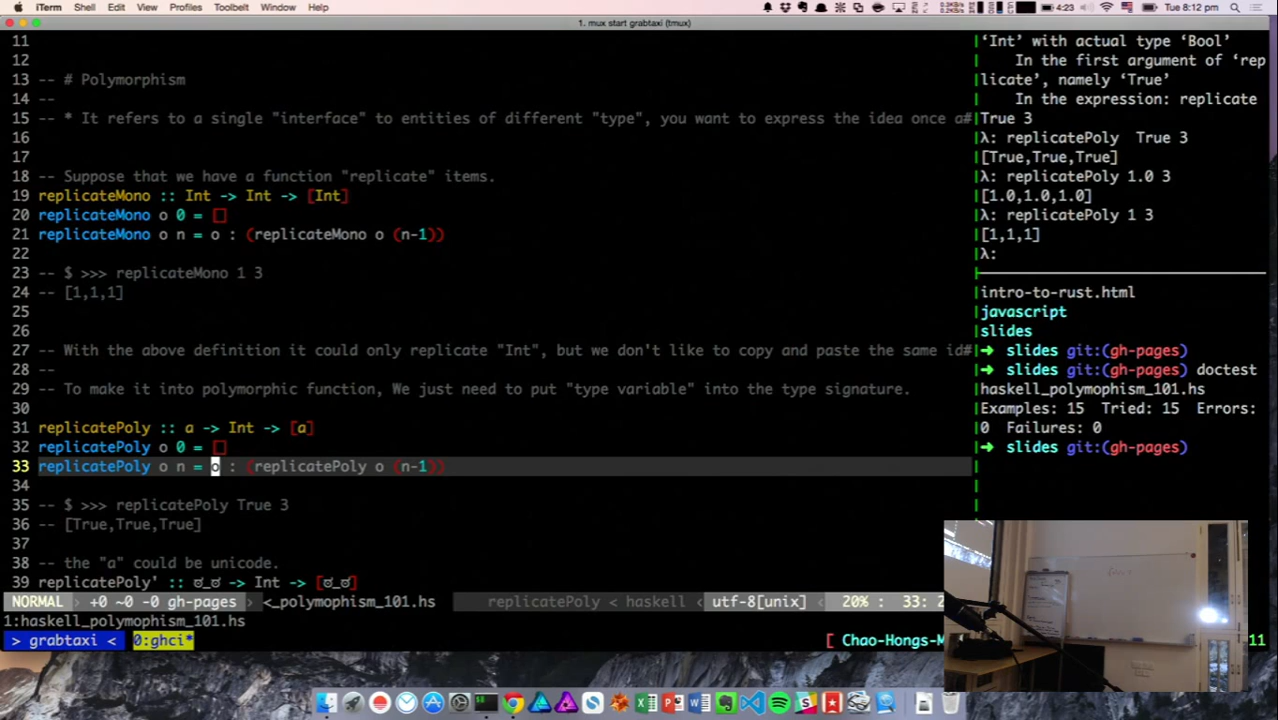 iTerm Shell Edit View Profiles Toolbelt Window Help 4:23 Tue 8:12 pm
1. mux start grabtaxi (tmux)
11
12
13 -- # Polymorphism
14 --
15 -- * It refers to a single "interface" to entities of different "type", you want to express the idea once a#
16
17
18 -- Suppose that we have a function "replicate" items.
19 replicateMono :: Int -> Int -> [Int]
20 replicateMono o 0 = []
21 replicateMono o n = o : (replicateMono o (n-1))
22
23 -- $ >>> replicateMono 1 3
24 -- [1,1,1]
25
26
27 -- With the above definition it could only replicate "Int", but we don't like to copy and paste the same id#
28 --
29 -- To make it into polymorphic function, We just need to put "type variable" into the type signature.
30
31 replicatePoly :: a -> Int -> [a]
32 replicatePoly o 0 = []
33 replicatePoly o n = o : (replicatePoly o (n-1))
34
35 -- $ >>> replicatePoly True 3
36 -- [True,True,True]
37
38 -- the "a" could be unicode.
39 replicatePoly' :: ಠ_ಠ -> Int -> [ಠ_ಠ]
NORMAL › +0 ~0 -0 gh-pages › <_polymophism_101.hs replicatePoly < haskell ‹ utf-8[unix] ‹ 20% : 33: 2
1:haskell_polymophism_101.hs
> grabtaxi < 0:ghci* [ Chao-Hongs-M 11
‘Int’ with actual type ‘Bool’
In the first argument of ‘rep
licate’, namely ‘True’
In the expression: replicate
True 3
λ: replicatePoly  True 3
[True,True,True]
λ: replicatePoly 1.0 3
[1.0,1.0,1.0]
λ: replicatePoly 1 3
[1,1,1]
λ:
intro-to-rust.html
javascript
slides
➜ slides git:(gh-pages)
➜ slides git:(gh-pages) doctest
haskell_polymophism_101.hs
Examples: 15 Tried: 15 Errors:
0 Failures: 0
➜ slides git:(gh-pages)